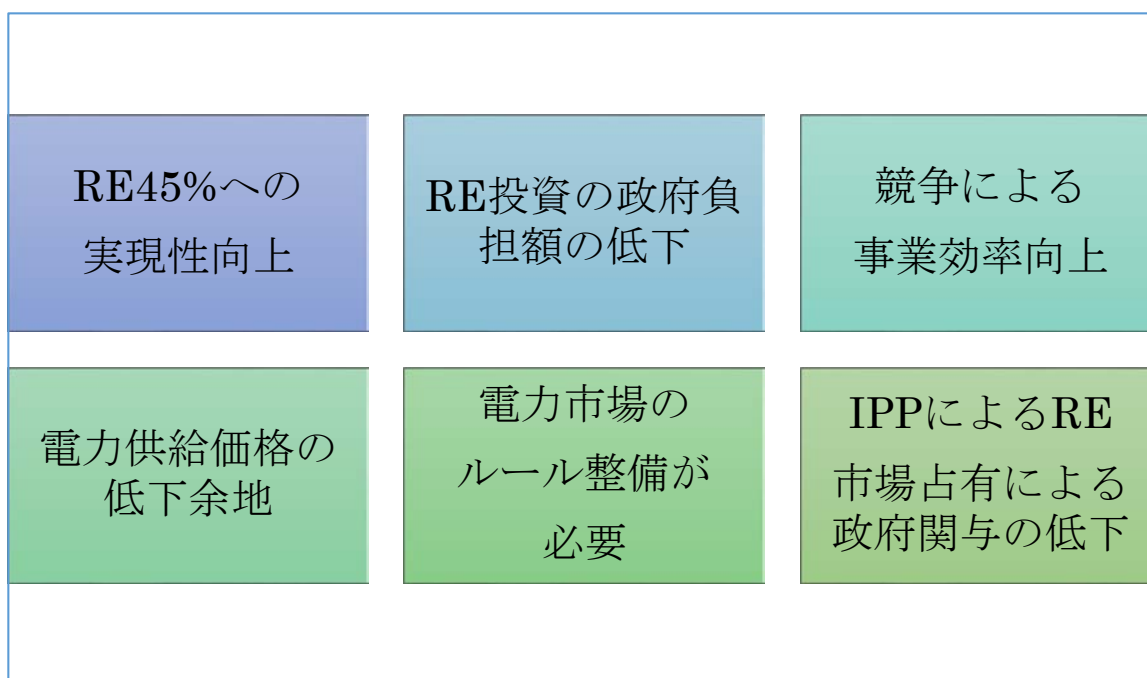 RE45%への
実現性向上
RE投資の政府負
担額の低下
競争による
事業効率向上
電力供給価格の
低下余地
電力市場の
ルール整備が
必要
IPPによるRE
市場占有による
政府関与の低下